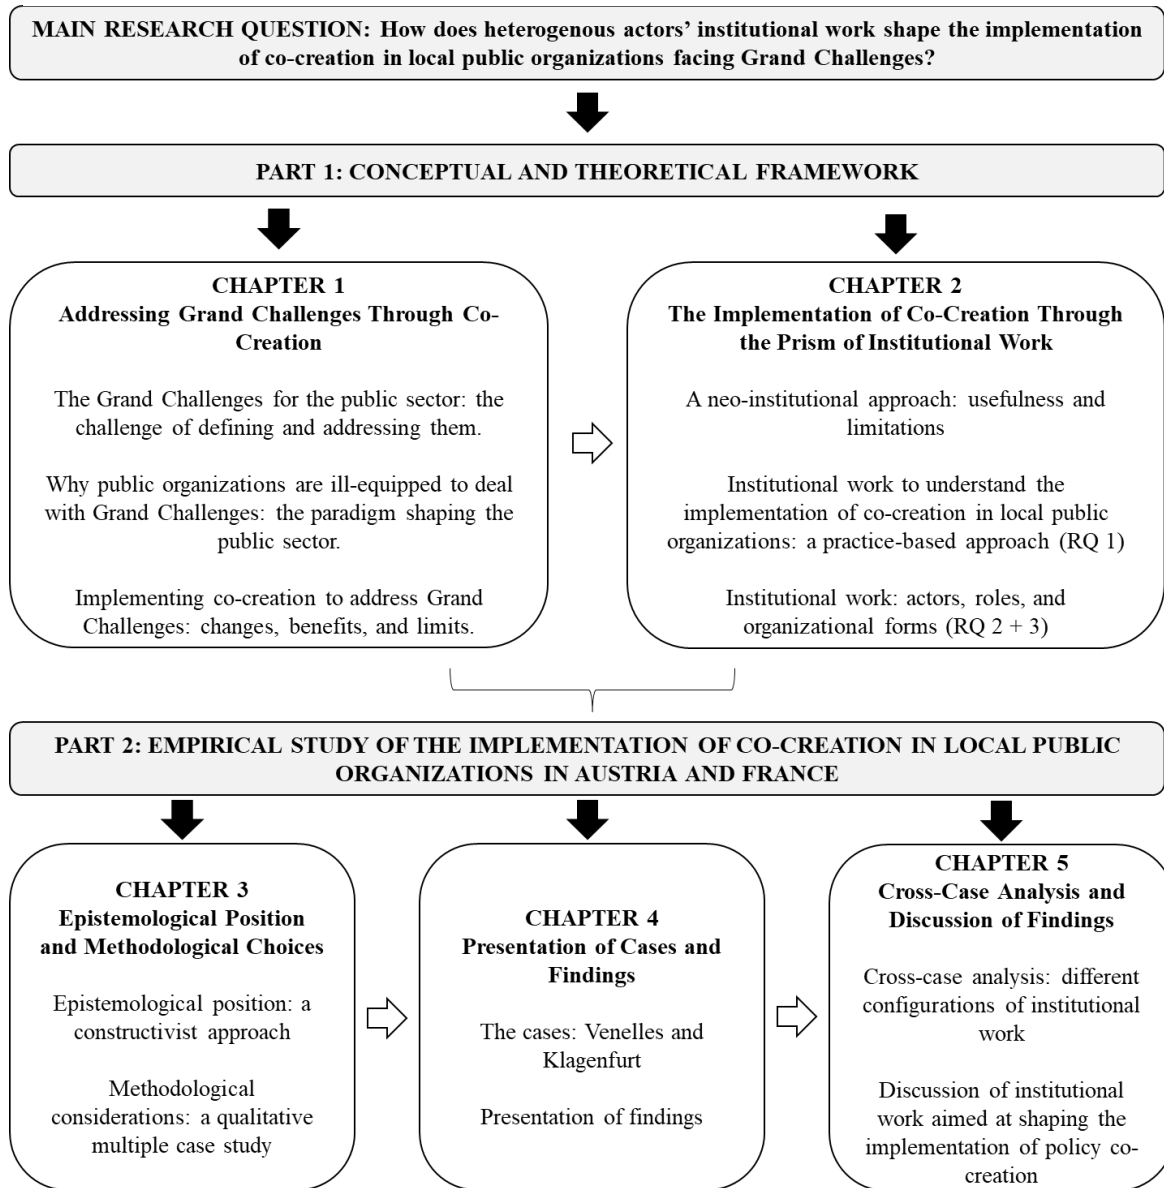 MAIN RESEARCH QUESTION: How does heterogenous actors’ institutional work shape the implementation
of co-creation in local public organizations facing Grand Challenges?
PART 1: CONCEPTUAL AND THEORETICAL FRAMEWORK
CHAPTER 1
Addressing Grand Challenges Through Co-
Creation
The Grand Challenges for the public sector: the
challenge of defining and addressing them.
Why public organizations are ill-equipped to deal
with Grand Challenges: the paradigm shaping the
public sector.
Implementing co-creation to address Grand
Challenges: changes, benefits, and limits.
CHAPTER 2
The Implementation of Co-Creation Through
the Prism of Institutional Work
A neo-institutional approach: usefulness and
limitations
Institutional work to understand the
implementation of co-creation in local public
organizations: a practice-based approach (RQ 1)
Institutional work: actors, roles, and
organizational forms (RQ 2 + 3)
PART 2: EMPIRICAL STUDY OF THE IMPLEMENTATION OF CO-CREATION IN LOCAL PUBLIC
ORGANIZATIONS IN AUSTRIA AND FRANCE
CHAPTER 3
Epistemological Position
and Methodological Choices
Epistemological position: a
constructivist approach
Methodological
considerations: a qualitative
multiple case study
CHAPTER 4
Presentation of Cases and
Findings
The cases: Venelles and
Klagenfurt
Presentation of findings
CHAPTER 5
Cross-Case Analysis and
Discussion of Findings
Cross-case analysis: different
configurations of institutional
work
Discussion of institutional
work aimed at shaping the
implementation of policy co-
creation